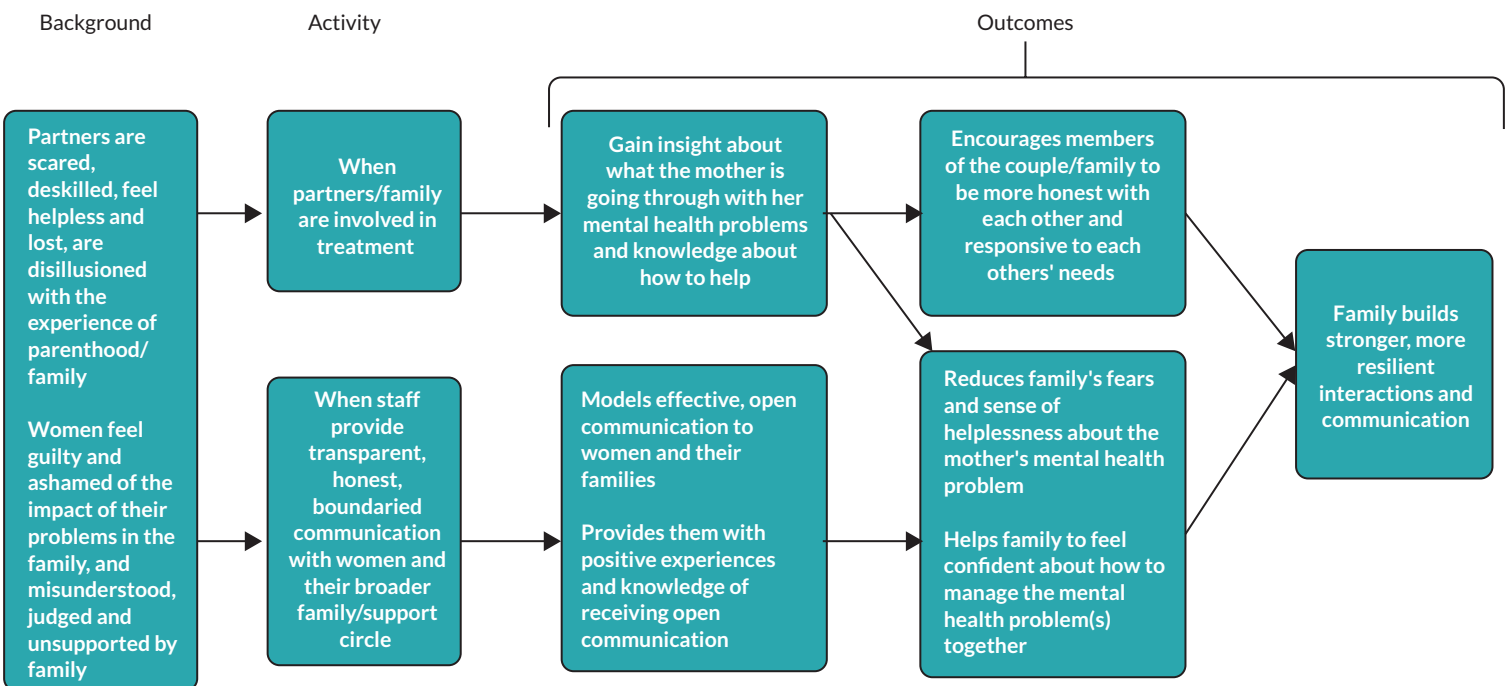 Background
Activity
Outcomes
Partners are
scared,
deskilled, feel
helpless and
lost, are
disillusioned
with the
experience of
parenthood/
family
Women feel
guilty and
ashamed of the
impact of their
problems in the
family, and
misunderstood,
judged and
unsupported by
family
When
partners/family
are involved in
treatment
When staff
provide
transparent,
honest,
boundaried
communication
with women and
their broader
family/support
circle
Gain insight about
what the mother is
going through with her
mental health problems
and knowledge about
how to help
Models effective, open
communication to
women and their
families
Provides them with
positive experiences
and knowledge of
receiving open
communication
Encourages members
of the couple/family to
be more honest with
each other and
responsive to each
others' needs
Reduces family's fears
and sense of
helplessness about the
mother's mental health
problem
Helps family to feel
confident about how to
manage the mental
health problem(s)
together
Family builds
stronger, more
resilient
interactions and
communication